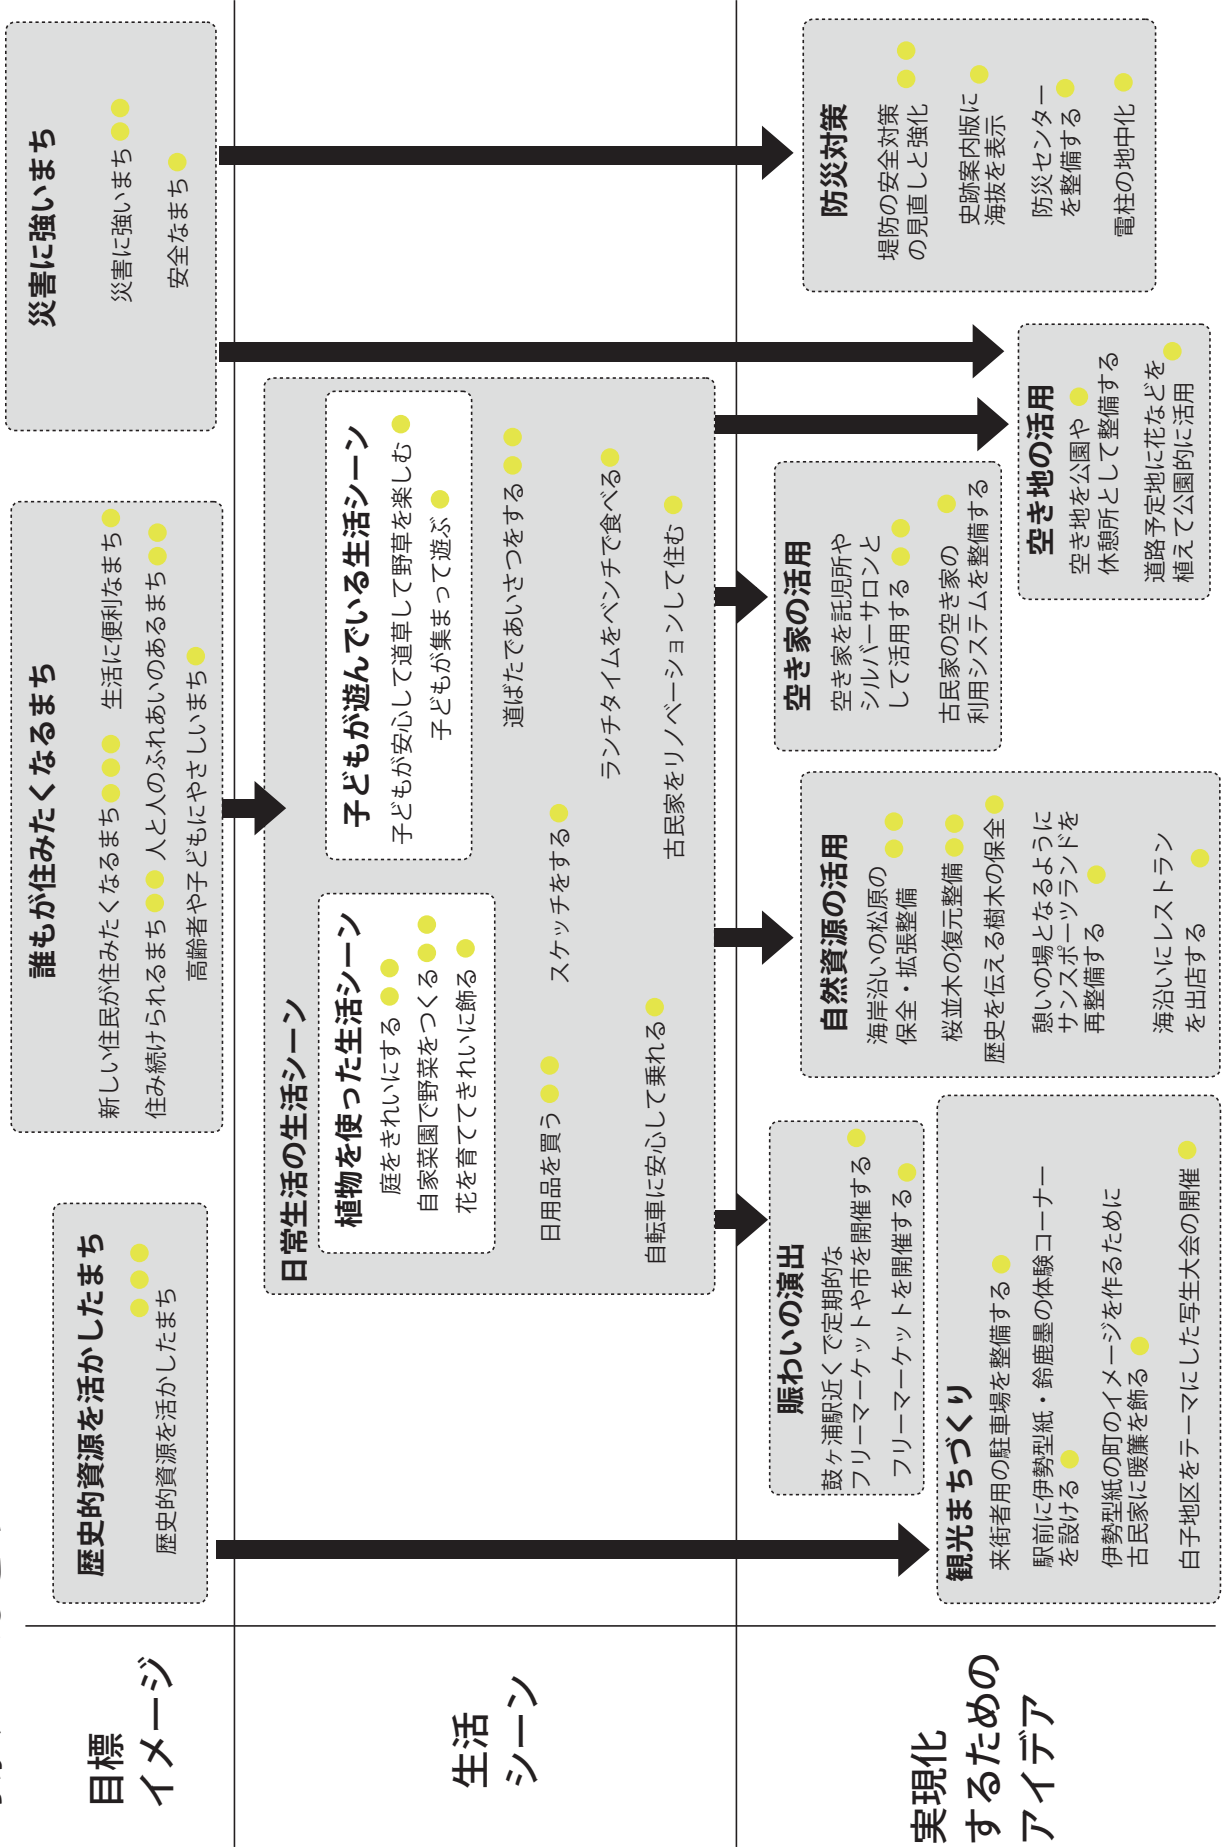 目標
イメージ
歴史的資源を活かしたまち
歴史的資源を活かしたまち
誰もが住みたくなるまち
新しい住民が住みたくなるまち
生活に便利なまち
住み続けられるまち
人と人のふれあいのあるまち
高齢者や子どもにやさしいまち
災害に強いまち
災害に強いまち
安全なまち
生活
シーン
日常生活の生活シーン
植物を使った生活シーン
庭をきれいにする
自家菜園で野菜をつくる
花を育ててきれいに飾る
子どもが遊んでいる生活シーン
子どもが安心して道草して野草を楽しむ
子どもが集まって遊ぶ
道ばたであいさつをする
日用品を買う
スケッチをする
ランチタイムをベンチで食べる
自転車に安心して乗れる
古民家をリノベーションして住む
実現化
するための
アイデア
賑わいの演出
鼓ヶ浦駅近くで定期的な
フリーマーケットや市を開催する
フリーマーケットを開催する
観光まちづくり
来街者用の駐車場を整備する
駅前に伊勢型紙・鈴鹿墨の体験コーナー
を設ける
伊勢型紙の町のイメージを作るために
古民家に暖簾を飾る
白子地区をテーマにした写生大会の開催
自然資源の活用
海岸沿いの松原の
保全・拡張整備
桜並木の復元整備
歴史を伝える樹木の保全
憩いの場となるように
サンスポーツランドを
再整備する
海沿いにレストラン
を出店する
空き家の活用
空き家を託児所や
シルバーサロンと
して活用する
古民家の空き家の
利用システムを整備する
空き地の活用
空き地を公園や
休憩所として整備する
道路予定地に花などを
植えて公園的に活用
防災対策
堤防の安全対策
の見直しと強化
史跡案内版に
海抜を表示
防災センター
を整備する
電柱の地中化